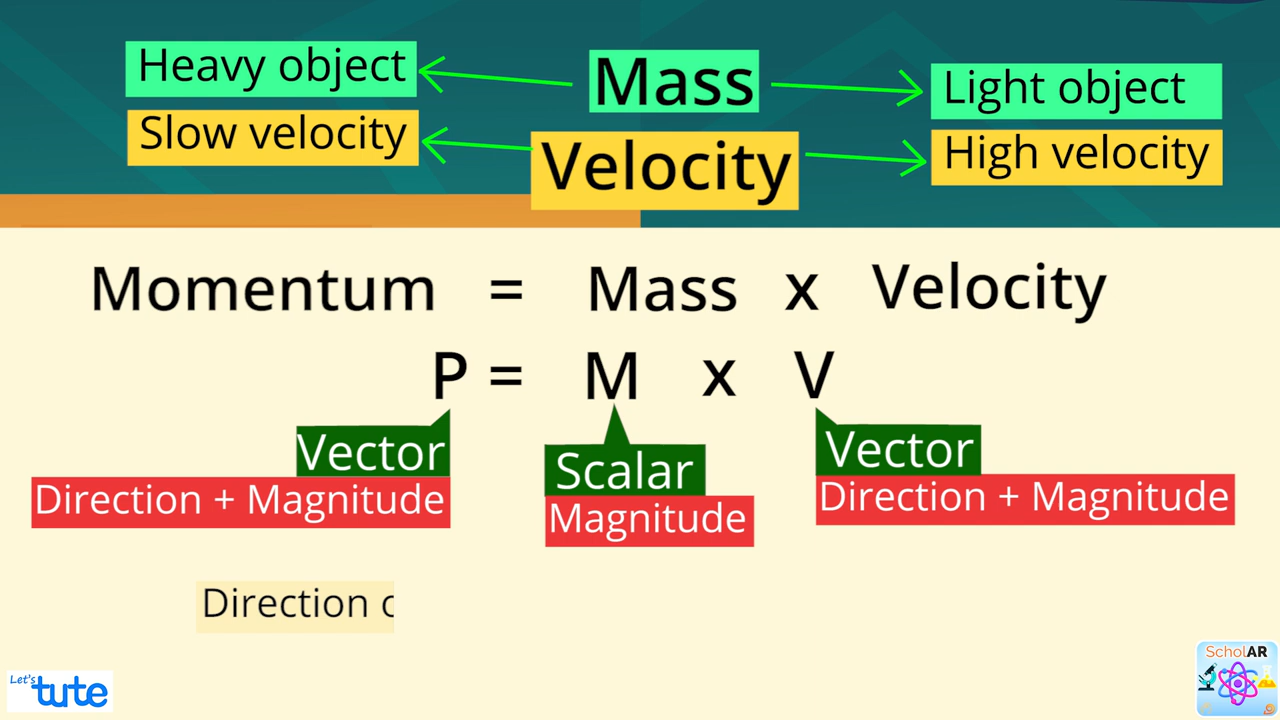 Heavy object
Mass
Light object
Slow velocity
Velocity
High velocity
Momentum = Mass x Velocity
P = M x V
Vector
Scalar
Vector
Direction + Magnitude
Magnitude
Direction + Magnitude
Direction
Let's tute
ScholAR